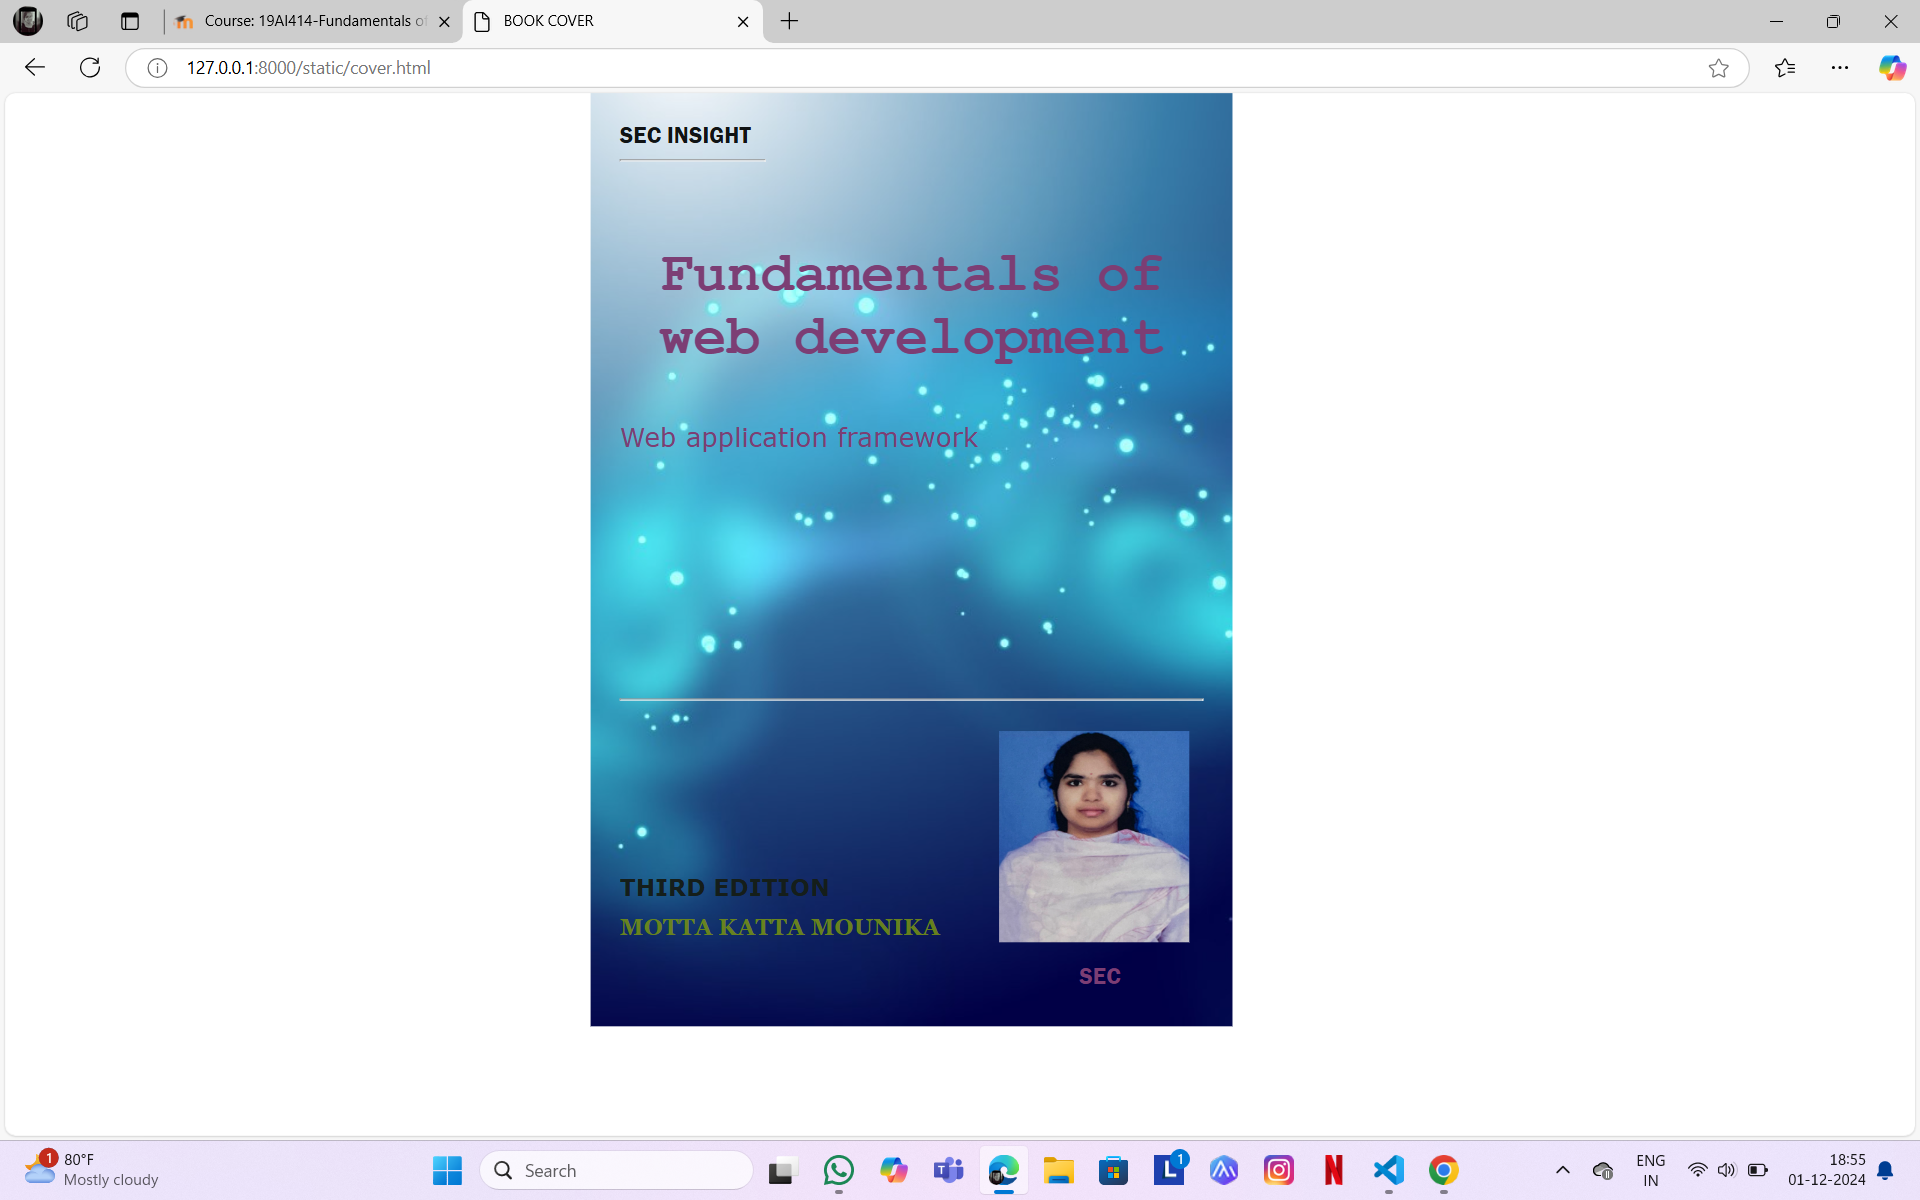 Course: 19AI414-Fundamentals of
BOOK COVER
127.0.0.1:8000/static/cover.html
SEC INSIGHT
Fundamentals of
web development
Web application framework
THIRD EDITION
MOTTA KATTA MOUNIKA
SEC
1
80°F
Mostly cloudy
Search
1
ENG
IN
18:55
01-12-2024